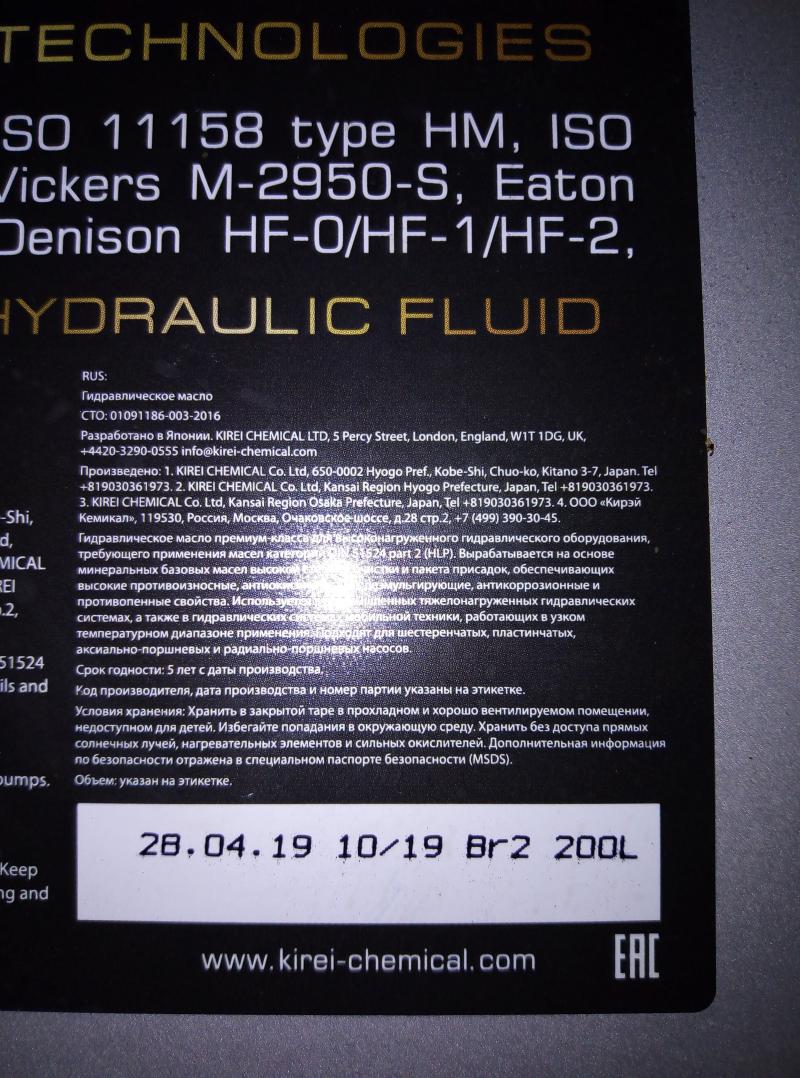 TECHNOLOGIES
ISO 11158 type HM, ISO
Vickers M-2950-S, Eaton
Denison HF-0/HF-1/HF-2,
HYDRAULIC FLUID
RUS:
Гидравлическое масло
СТО: 01091186-003-2016
Разработано в Японии. KIREI CHEMICAL LTD, 5 Percy Street, London, England, W1T 1DG, UK,
+4420-3290-0555 info@kirei-chemical.com
Произведено: 1. KIREI CHEMICAL Co. Ltd, 650-0002 Hyogo Pref., Kobe-Shi, Chuo-ko, Kitano 3-7, Japan. Tel
+819030361973. 2. KIREI CHEMICAL Co. Ltd, Kansai Region Hyogo Prefecture, Japan, Tel +819030361973.
3. KIREI CHEMICAL Co. Ltd, Kansai Region Osaka Prefecture, Japan, Tel +819030361973. 4. ООО «Кирэй
-Shi,
Кемикал», 119530, Россия, Москва, Очаковское шоссе, д.28 стр.2, +7 (499) 390-30-45.
d,
Гидравлическое масло премиум-класса для высоконагруженного гидравлического оборудования,
требующего применения масел категории DIN 51524 part 2 (HLP). Вырабатывается на основе
MICAL
минеральных базовых масел высокой очистки и пакета присадок, обеспечивающих
REI
высокие противоизносные, деэмульгирующие, антикоррозионные и
.2,
противопенные свойства. Используется тяжелонагруженных гидравлических
системах, а также в гидравлических системах мобильной техники, работающих в узком
температурном диапазоне применения. Подходят для шестеренчатых, пластинчатых,
аксиально-поршневых и радиально-поршневых насосов.
51524
Срок годности: 5 лет с даты производства.
ils and
Код производителя, дата производства и номер партии указаны на этикетке.
Условия хранения: Хранить в закрытой таре в прохладном и хорошо вентилируемом помещении,
недоступном для детей. Избегайте попадания в окружающую среду. Хранить без доступа прямых
солнечных лучей, нагревательных элементов и сильных окислителей. Дополнительная информация
по безопасности отражена в специальном паспорте безопасности (MSDS).
pumps.
Объем: указан на этикетке.
28.04.19 10/19 Br2 200L
Keep
ng and
www.kirei-chemical.com
EAC